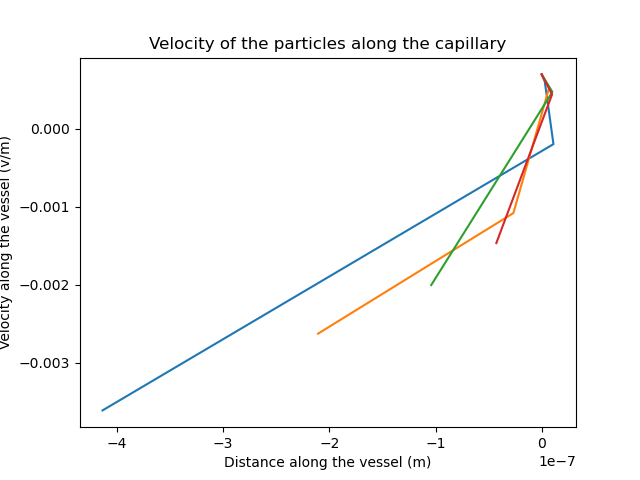 Velocity of the particles along the capillary
Velocity along the vessel (v/m)
0.000
−0.001
−0.002
−0.003
−4
−3
−2
−1
0
1e−7
Distance along the vessel (m)